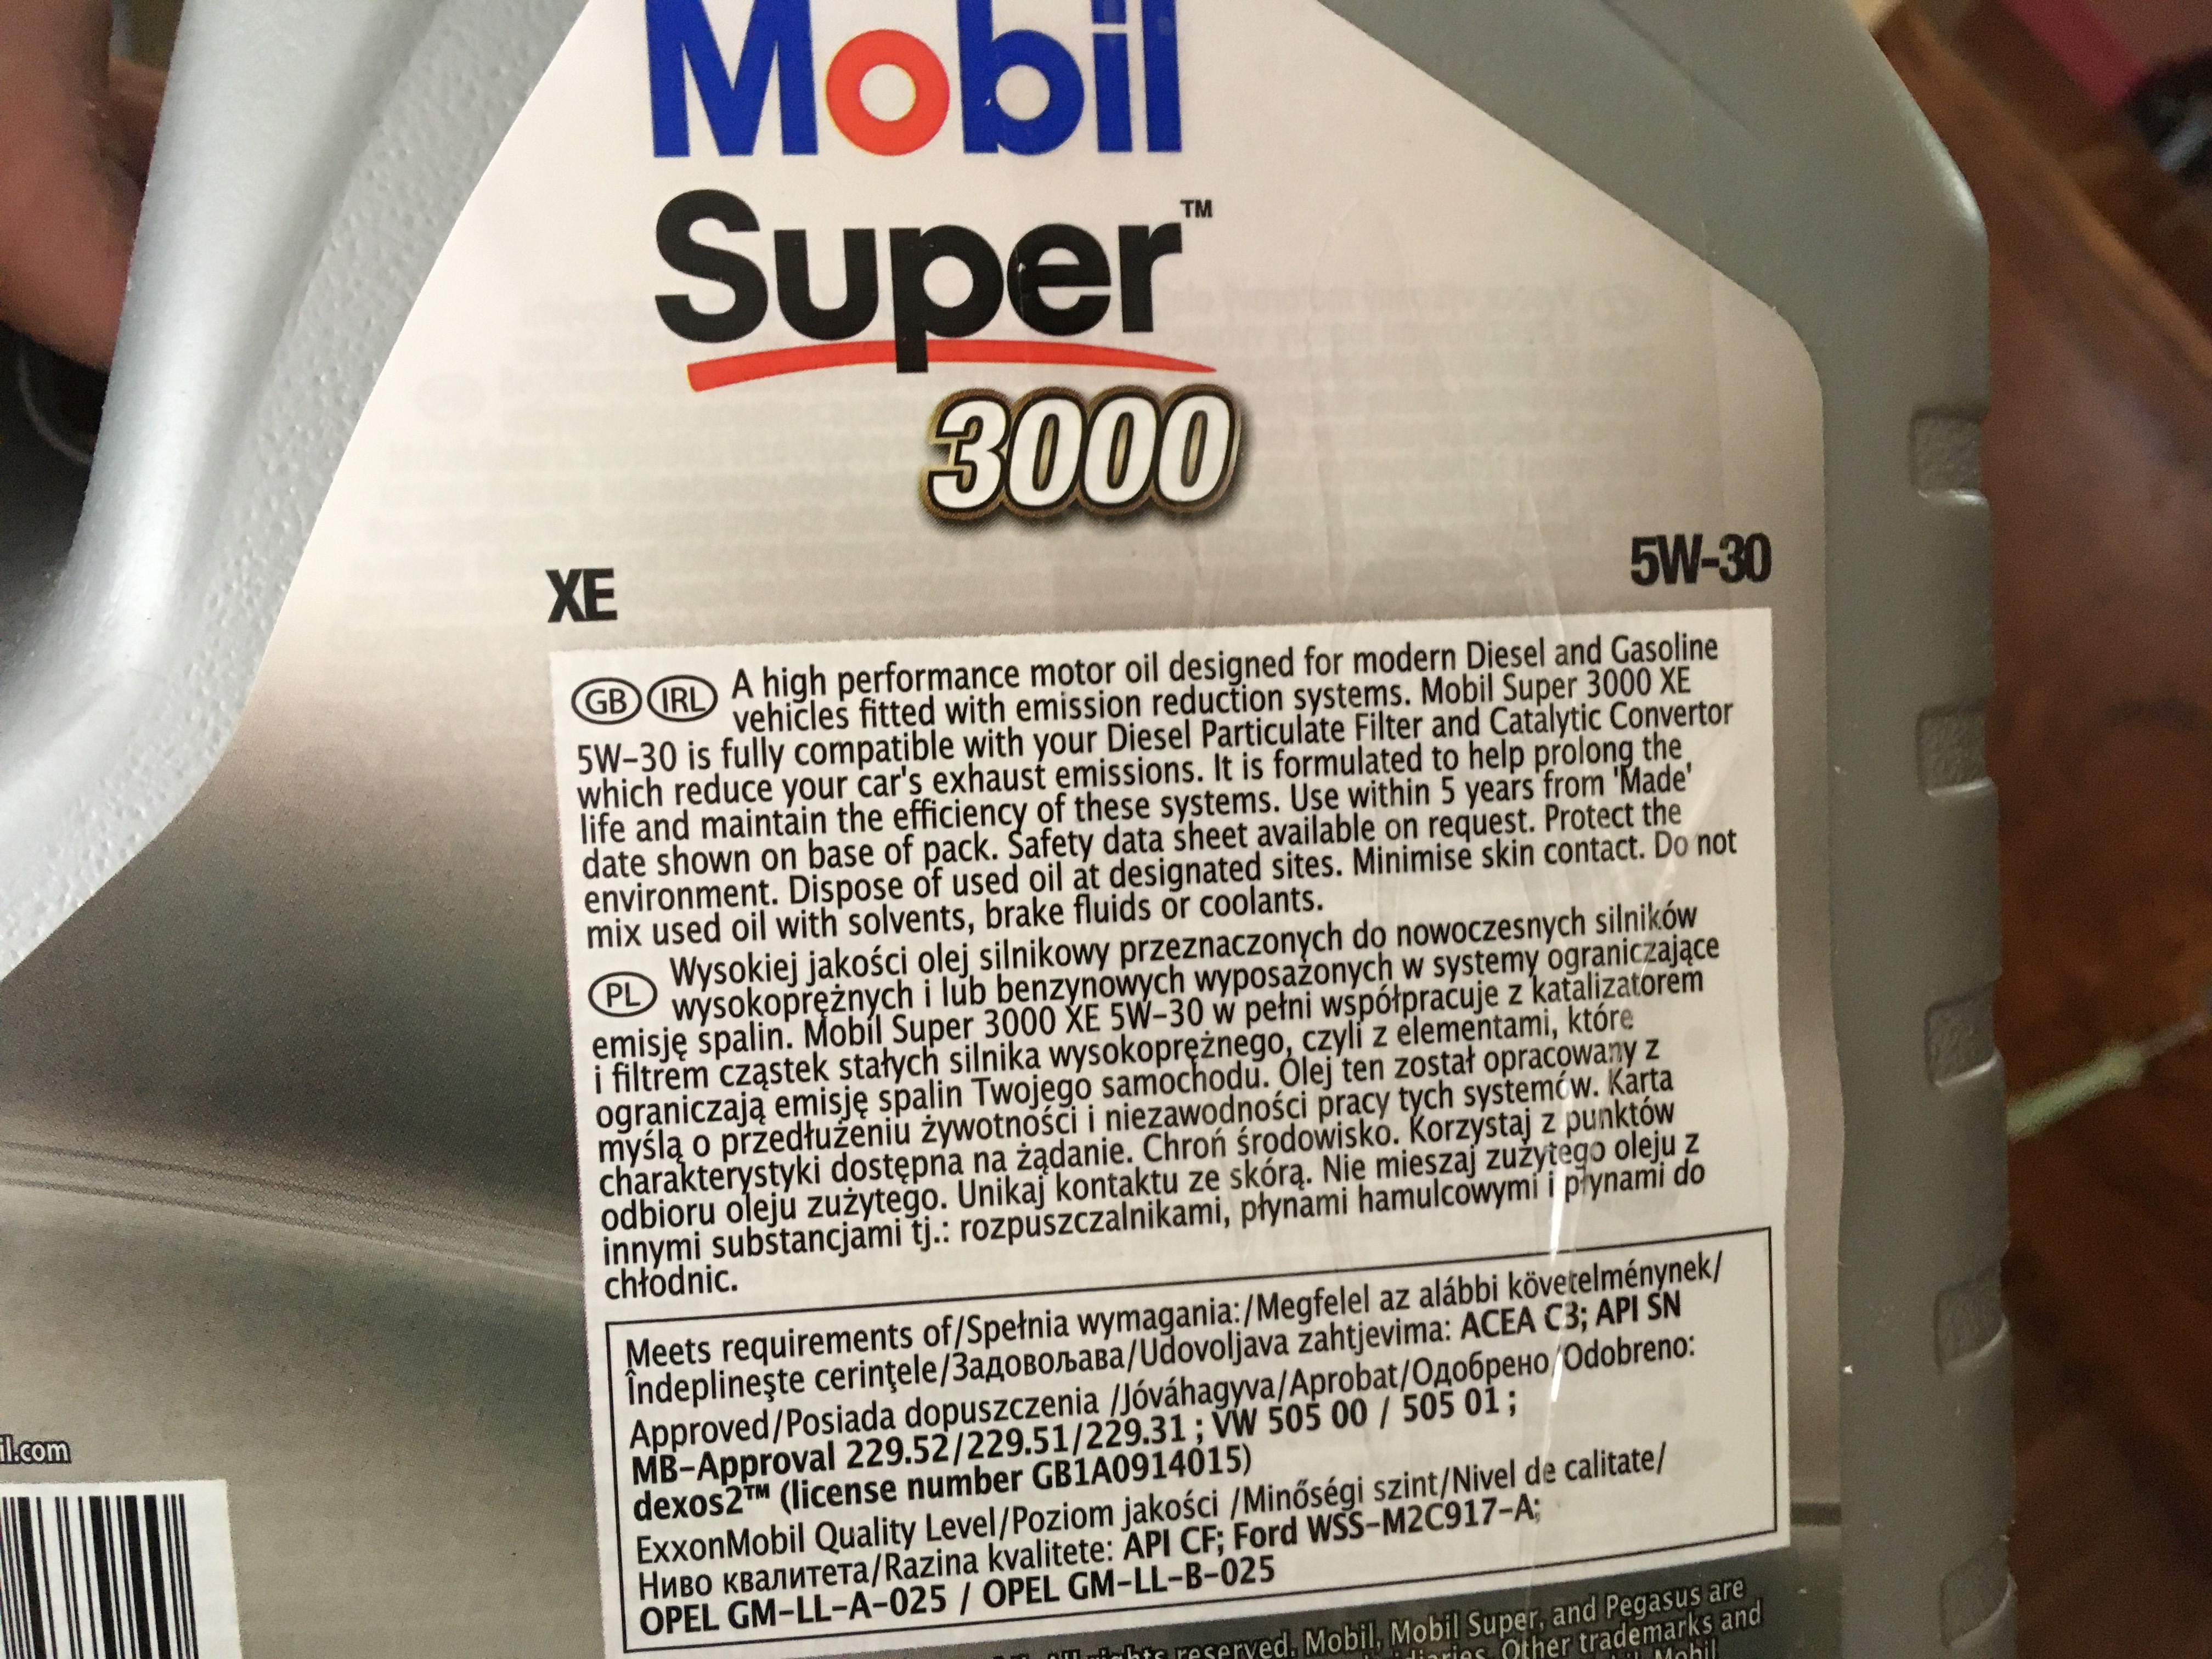 Mobil
Super™
3000
XE
5W-30
GB IRL A high performance motor oil designed for modern Diesel and Gasoline
vehicles fitted with emission reduction systems. Mobil Super 3000 XE
5W-30 is fully compatible with your Diesel Particulate Filter and Catalytic Convertor
which reduce your car's exhaust emissions. It is formulated to help prolong the
life and maintain the efficiency of these systems. Use within 5 years from 'Made'
date shown on base of pack. Safety data sheet available on request. Protect the
environment. Dispose of used oil at designated sites. Minimise skin contact. Do not
mix used oil with solvents, brake fluids or coolants.
PL Wysokiej jakości olej silnikowy przeznaczonych do nowoczesnych silników
wysokoprężnych i lub benzynowych wyposażonych w systemy ograniczające
emisję spalin. Mobil Super 3000 XE 5W-30 w pełni współpracuje z katalizatorem
i filtrem cząstek stałych silnika wysokoprężnego, czyli z elementami, które
ograniczają emisję spalin Twojego samochodu. Olej ten został opracowany z
myślą o przedłużeniu żywotności i niezawodności pracy tych systemów. Karta
charakterystyki dostępna na żądanie. Chroń środowisko. Korzystaj z punktów
odbioru oleju zużytego. Unikaj kontaktu ze skórą. Nie mieszaj zużytego oleju z
innymi substancjami tj.: rozpuszczalnikami, płynami hamulcowymi i płynami do
chłodnic.
Meets requirements of/Spełnia wymagania:/Megfelel az alábbi követelménynek/
Îndeplineşte cerinţele/Задовољава/Udovoljava zahtjevima: ACEA C3; API SN
Approved/Posiada dopuszczenia /Jóváhagyva/Aprobat/Одобрено/Odobreno:
MB-Approval 229.52/229.51/229.31 ; VW 505 00 / 505 01 ;
dexos2™ (license number GB1A0914015)
ExxonMobil Quality Level/Poziom jakości /Minőségi szint/Nivel de calitate/
Ниво квалитета/Razina kvalitete: API CF; Ford WSS-M2C917-A;
OPEL GM-LL-A-025 / OPEL GM-LL-B-025
il.com
rights reserved. Mobil, Mobil Super, and Pegasus are
Other trademarks and
Mobil